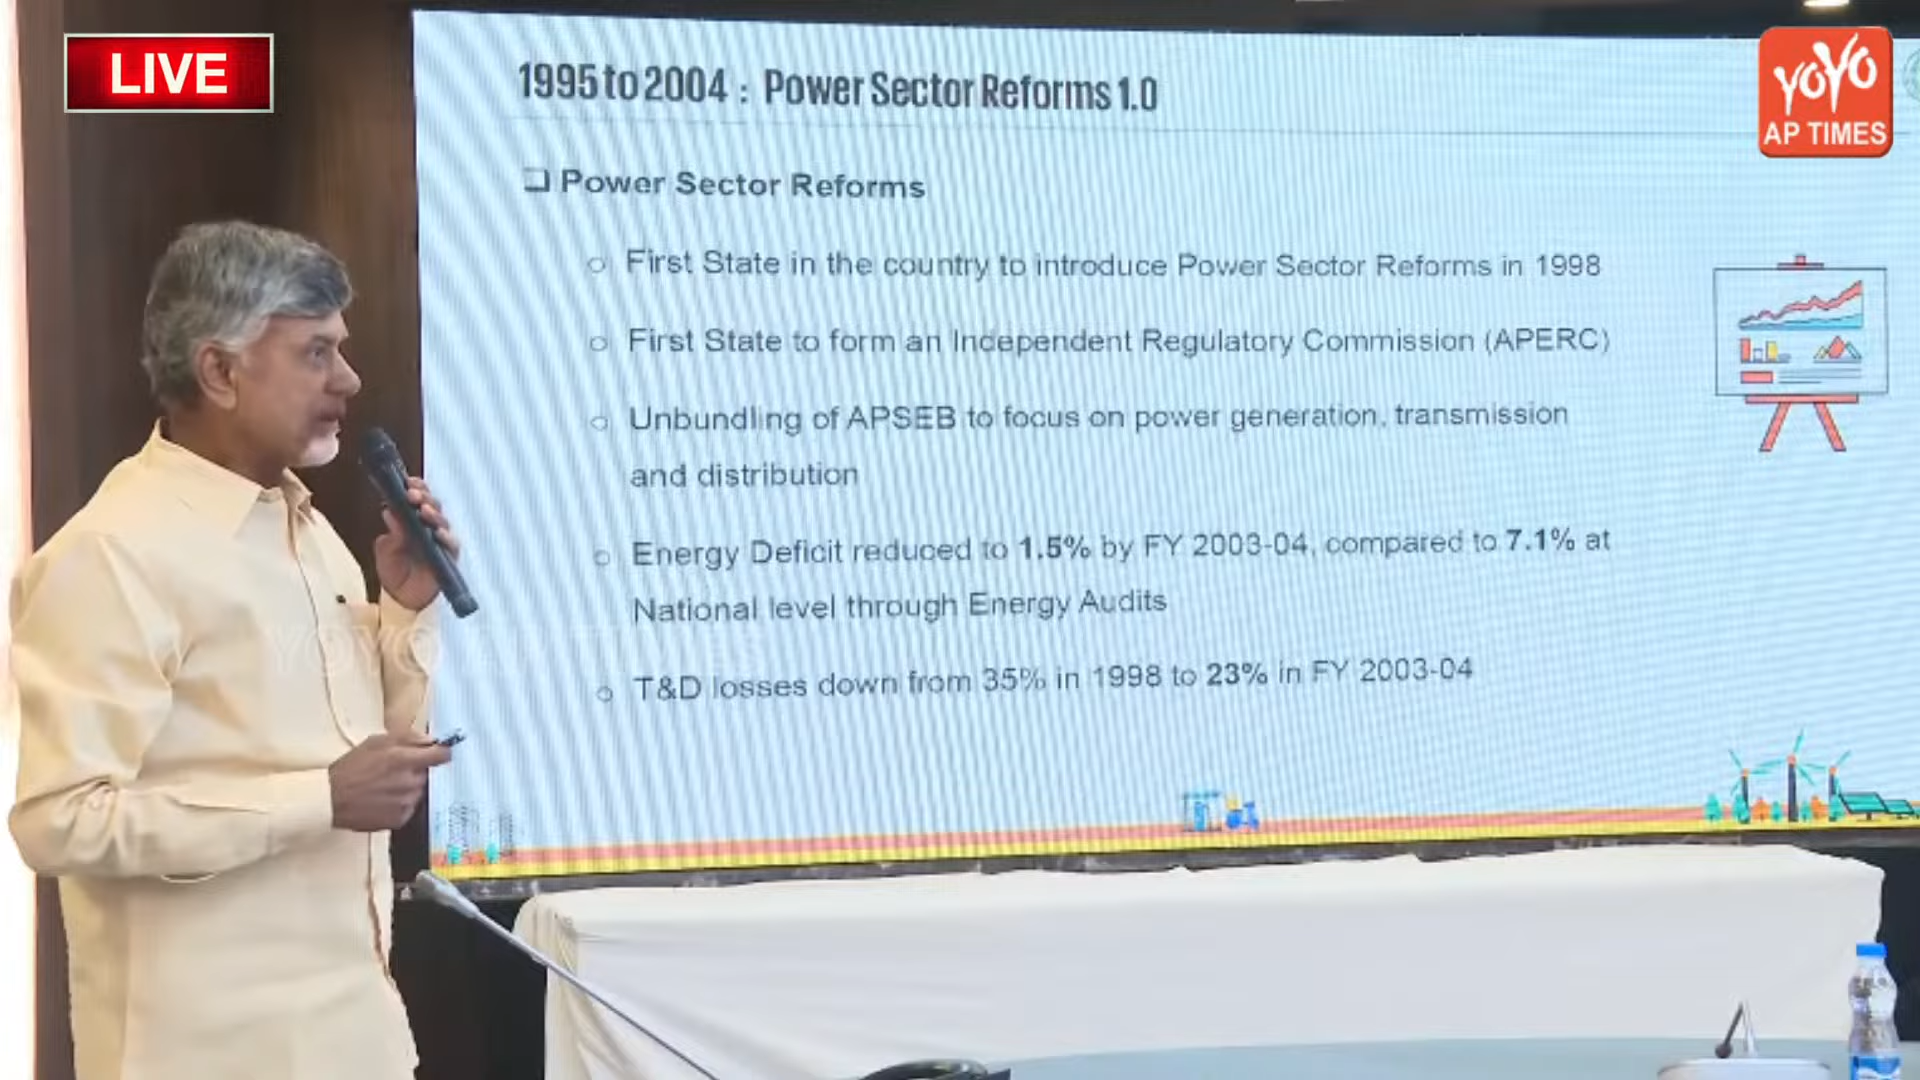 LIVE
YOYO
AP TIMES
1995 to 2004 : Power Sector Reforms 1.0
Power Sector Reforms
First State in the country to introduce Power Sector Reforms in 1998
First State to form an Independent Regulatory Commission (APERC)
Unbundling of APSEB to focus on power generation, transmission
and distribution
Energy Deficit reduced to 1.5% by FY 2003-04, compared to 7.1% at
National level through Energy Audits
T&D losses down from 35% in 1998 to 23% in FY 2003-04
YOYO AP TIMES